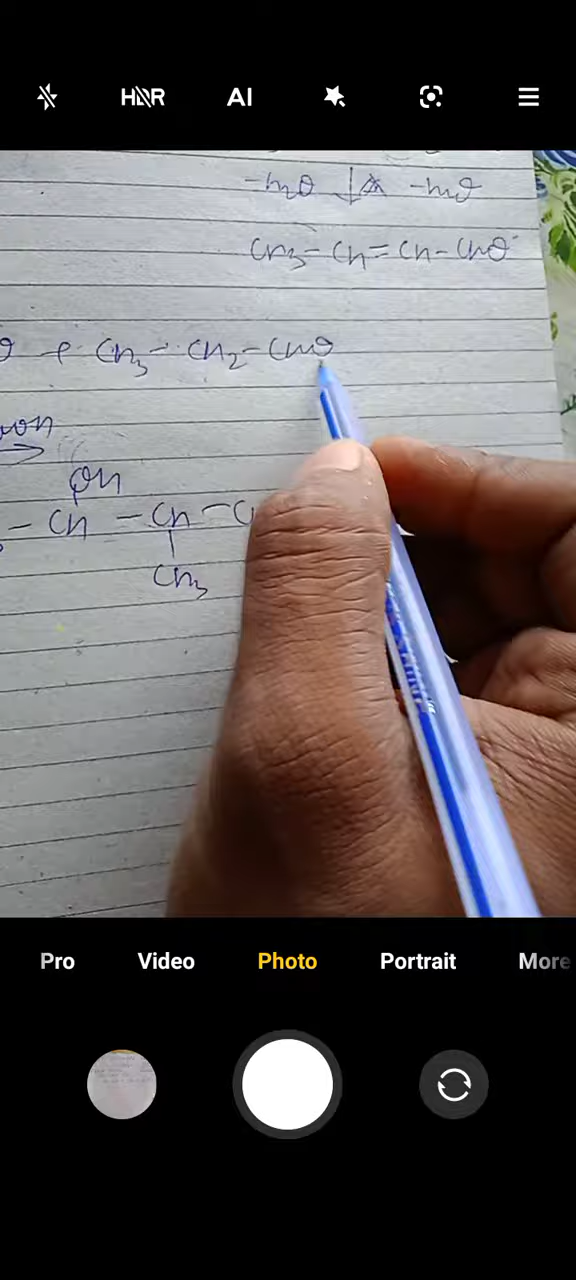 HDR AI
-H2O ↓Δ -H2O
CH3-CH=CH-CHO
O + CH3-CH2-CHO
OH
-CH-CH-C
CH3
Pro Video Photo Portrait More